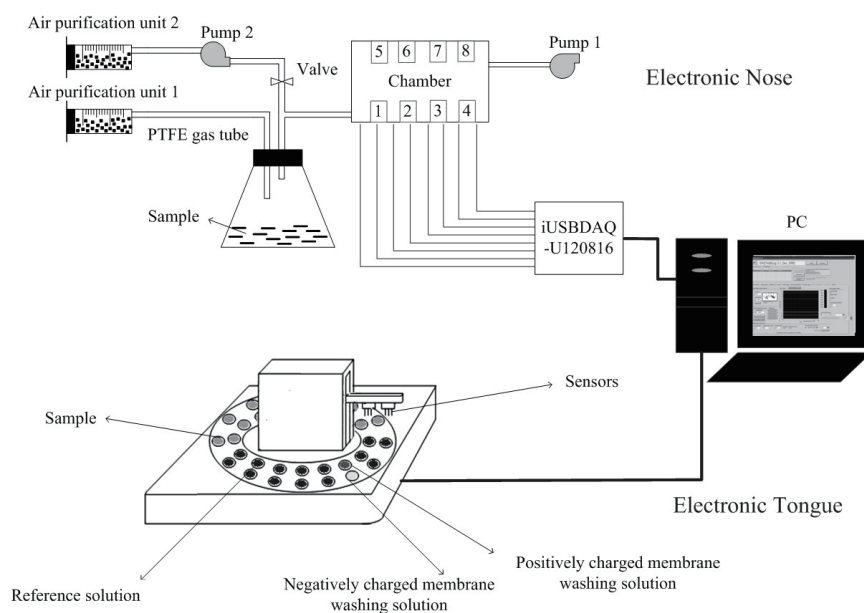 Air purification unit 2
Pump 2
Pump 1
5 6 7 8
Valve
Chamber
Electronic Nose
Air purification unit 1
1 2 3 4
PTFE gas tube
Sample
iUSBDAQ
-U120816
PC
Sensors
Sample
Electronic Tongue
Positively charged membrane
washing solution
Reference solution
Negatively charged membrane
washing solution